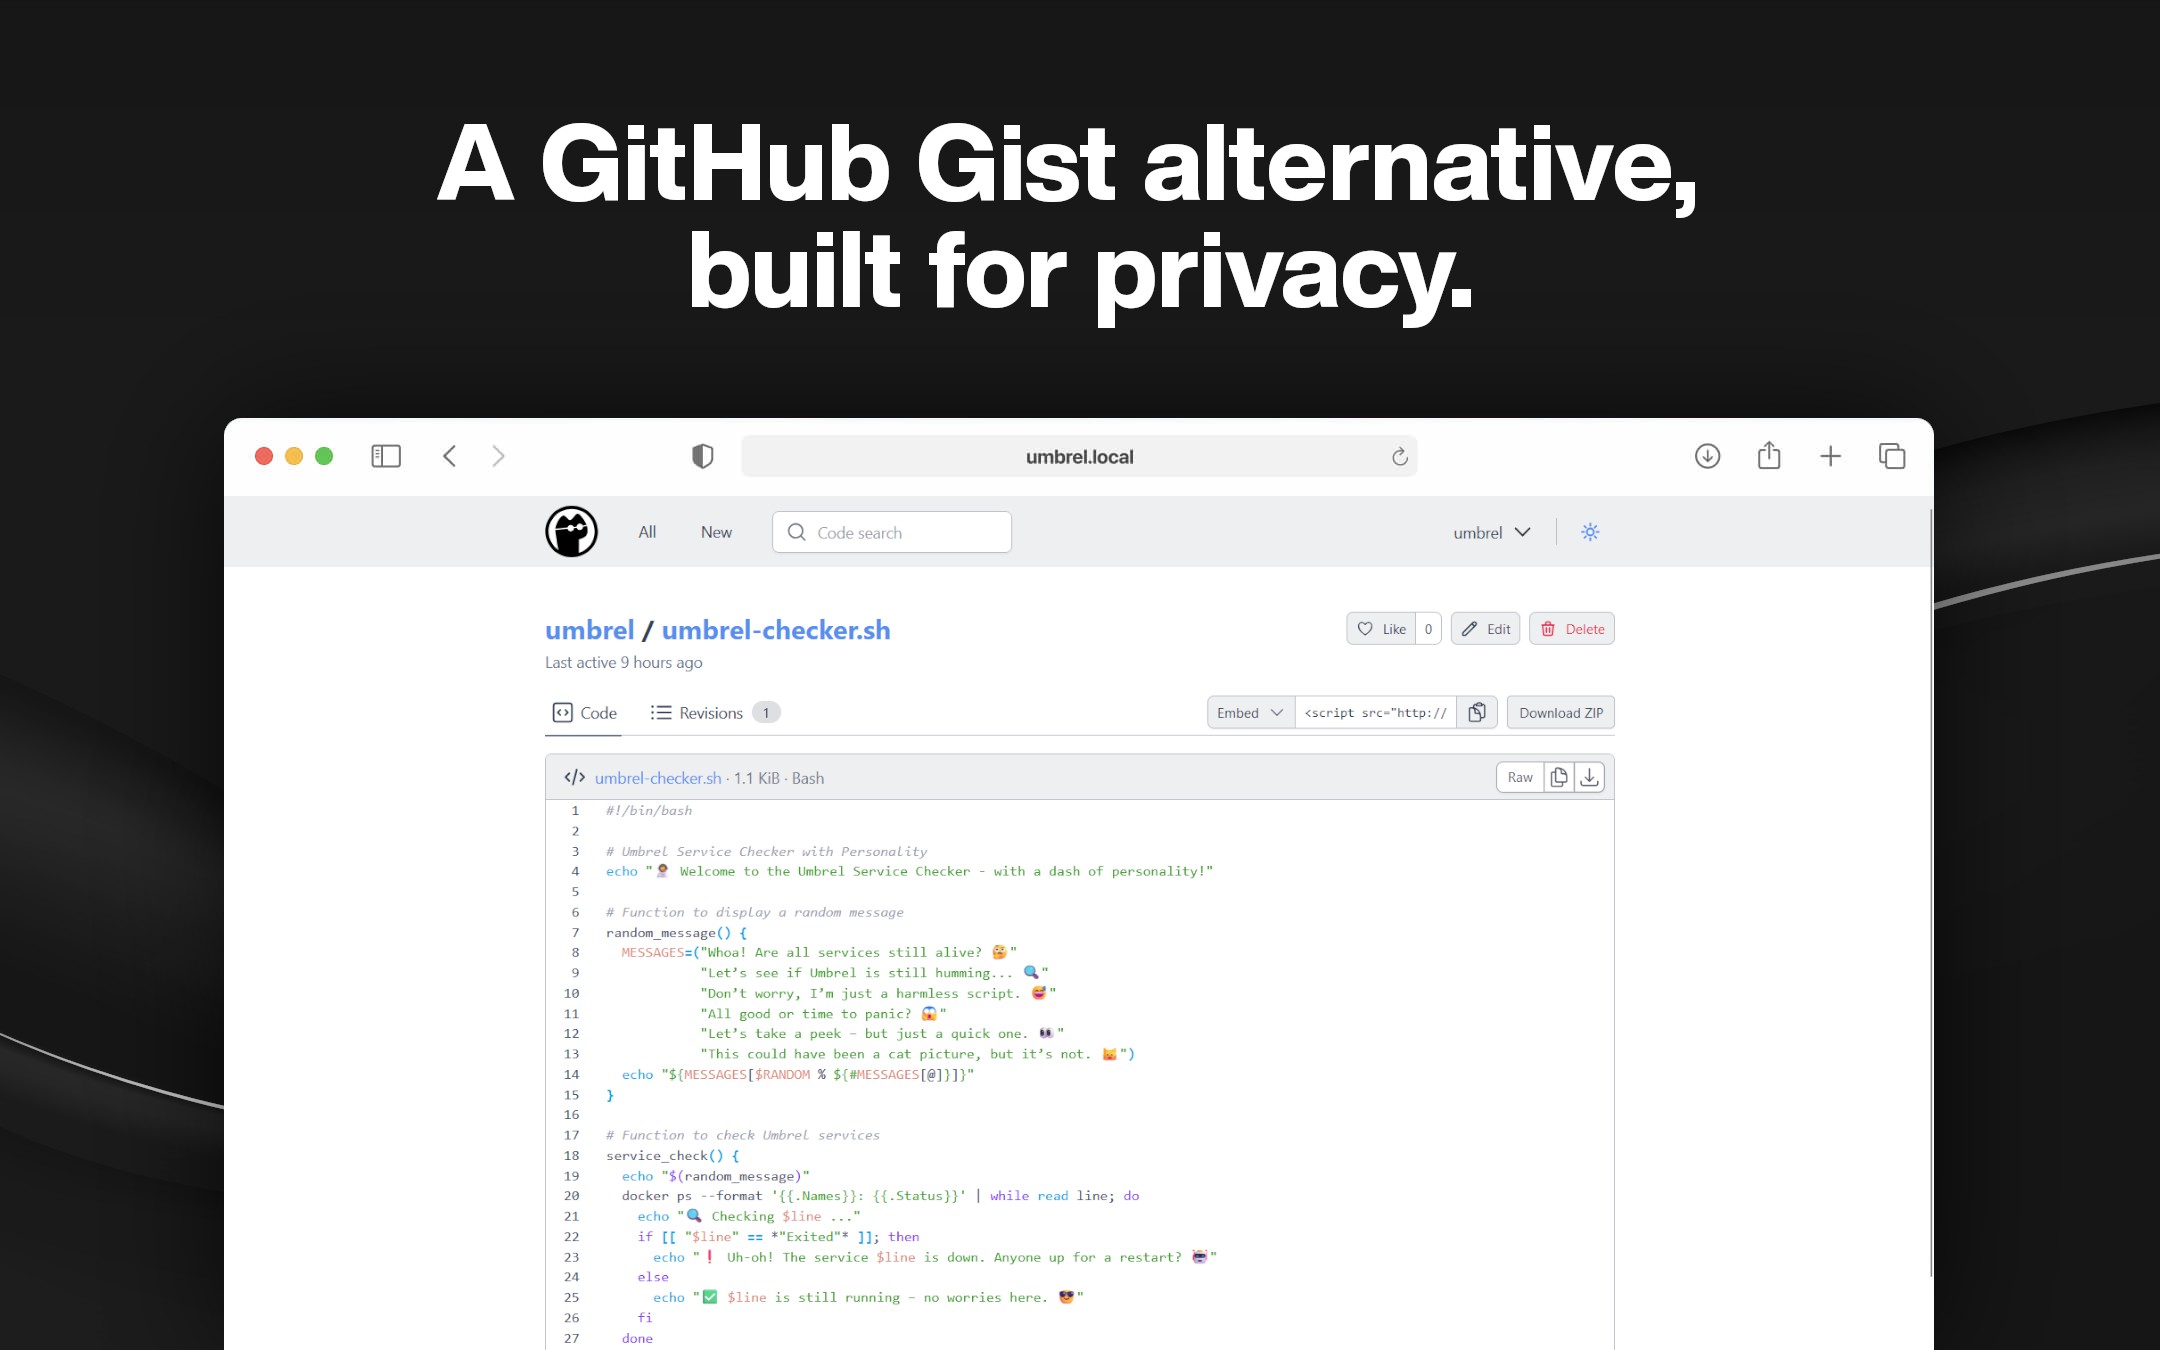 A GitHub Gist alternative,
built for privacy.
umbrel.local
All New Code search umbrel
umbrel / umbrel-checker.sh
Like 0 Edit Delete
Last active 9 hours ago
Code Revisions 1 Embed <script src="http:// Download ZIP
umbrel-checker.sh · 1.1 KiB · Bash Raw
1 #!/bin/bash
2
3 # Umbrel Service Checker with Personality
4 echo "🧑🏽‍💻 Welcome to the Umbrel Service Checker - with a dash of personality!"
5
6 # Function to display a random message
7 random_message() {
8 MESSAGES=("Whoa! Are all services still alive? 🤔"
9 "Let’s see if Umbrel is still humming... 🔍"
10 "Don’t worry, I’m just a harmless script. 😅"
11 "All good or time to panic? 😱"
12 "Let’s take a peek – but just a quick one. 👀"
13 "This could have been a cat picture, but it’s not. 😸")
14 echo "${MESSAGES[$RANDOM % ${#MESSAGES[@]}]}"
15 }
16
17 # Function to check Umbrel services
18 service_check() {
19 echo "$(random_message)"
20 docker ps --format '{{.Names}}: {{.Status}}' | while read line; do
21 echo "🔍 Checking $line ..."
22 if [[ "$line" == *"Exited"* ]]; then
23 echo "❗ Uh-oh! The service $line is down. Anyone up for a restart? 🤖"
24 else
25 echo "✅ $line is still running – no worries here. 😎"
26 fi
27 done